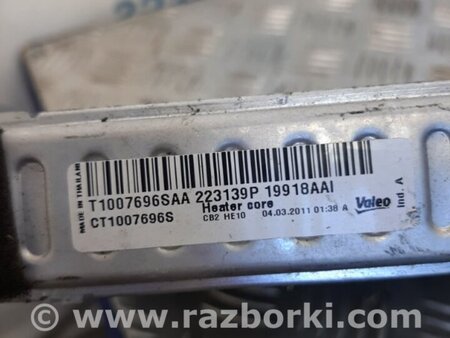 MADE IN THAILAND
T1007696SAA 223139P 19918AAI
Heater core
CT1007696S
CB2 HE10 04.03.2011 01:38 A
Valeo
Ind. A
www.razborki.com